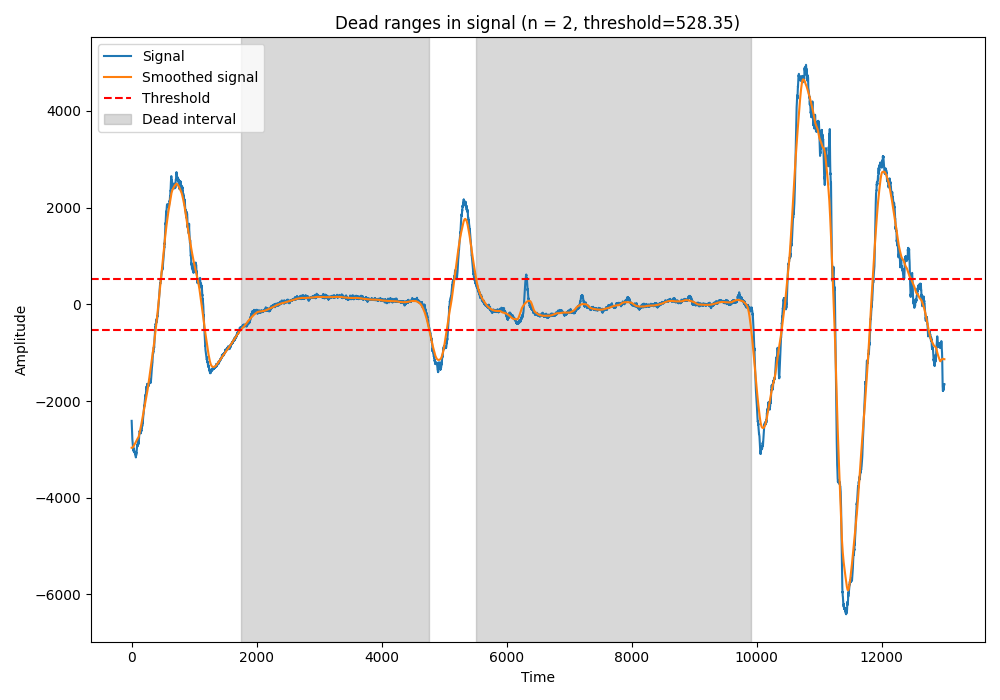 Dead ranges in signal (n = 2, threshold=528.35)
Signal
Smoothed signal
Threshold
Dead interval
Amplitude
4000
2000
0
−2000
−4000
−6000
0
2000
4000
6000
8000
10000
12000
Time